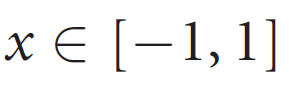 x ∈ [−1, 1]